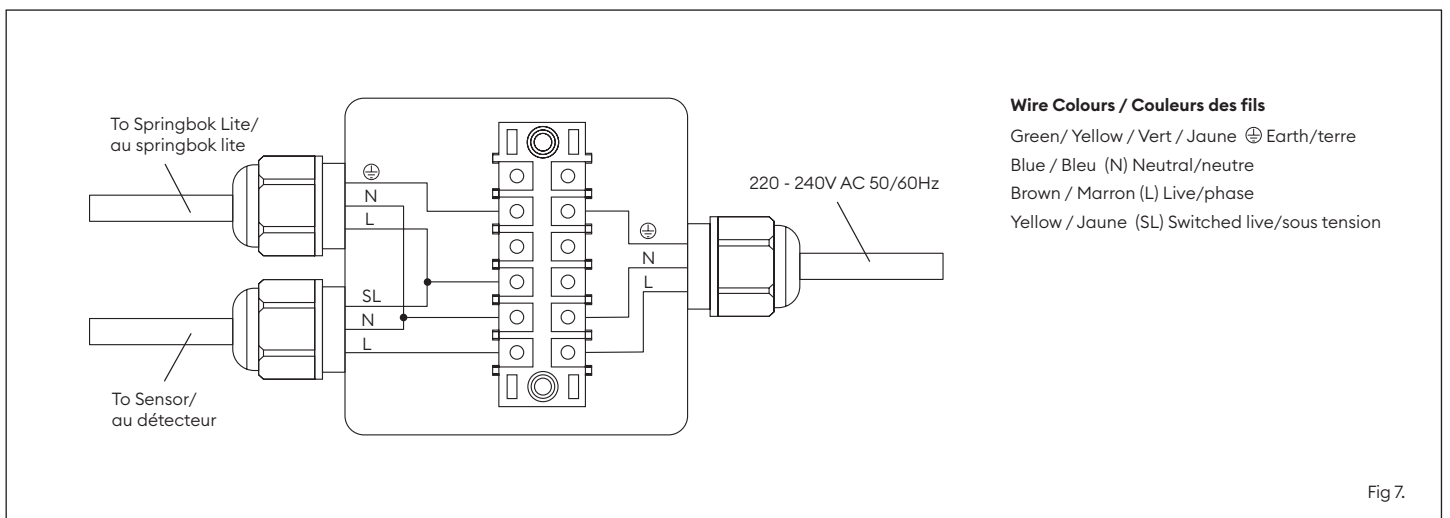 To Springbok Lite/
au springbok lite
⏚
N
L
SL
N
L
To Sensor/
au détecteur
220 - 240V AC 50/60Hz
⏚
N
L
Wire Colours / Couleurs des fils
Green/ Yellow / Vert / Jaune ⏚ Earth/terre
Blue / Bleu (N) Neutral/neutre
Brown / Marron (L) Live/phase
Yellow / Jaune (SL) Switched live/sous tension
Fig 7.